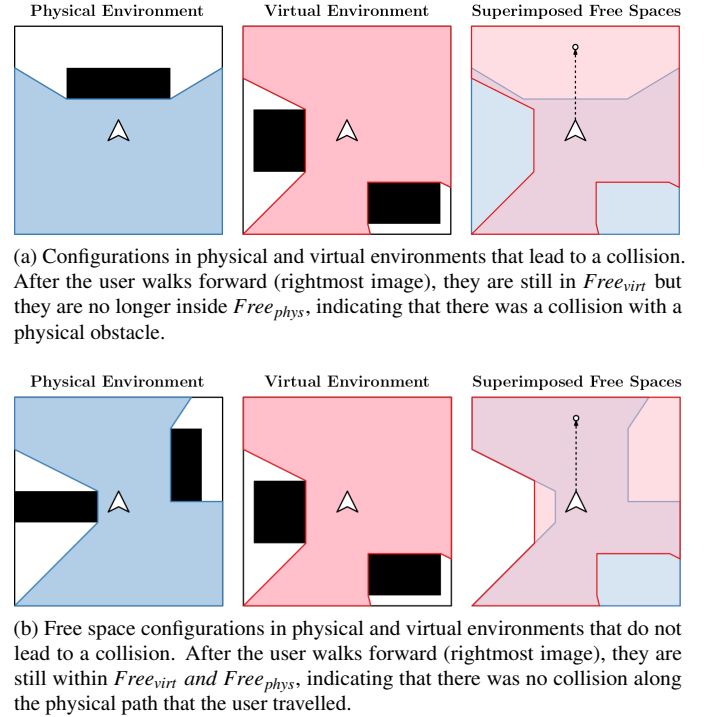 Physical Environment Virtual Environment Superimposed Free Spaces
(a) Configurations in physical and virtual environments that lead to a collision.
After the user walks forward (rightmost image), they are still in Free_virt but
they are no longer inside Free_phys, indicating that there was a collision with a
physical obstacle.
Physical Environment Virtual Environment Superimposed Free Spaces
(b) Free space configurations in physical and virtual environments that do not
lead to a collision. After the user walks forward (rightmost image), they are
still within Free_virt and Free_phys, indicating that there was no collision along
the physical path that the user travelled.